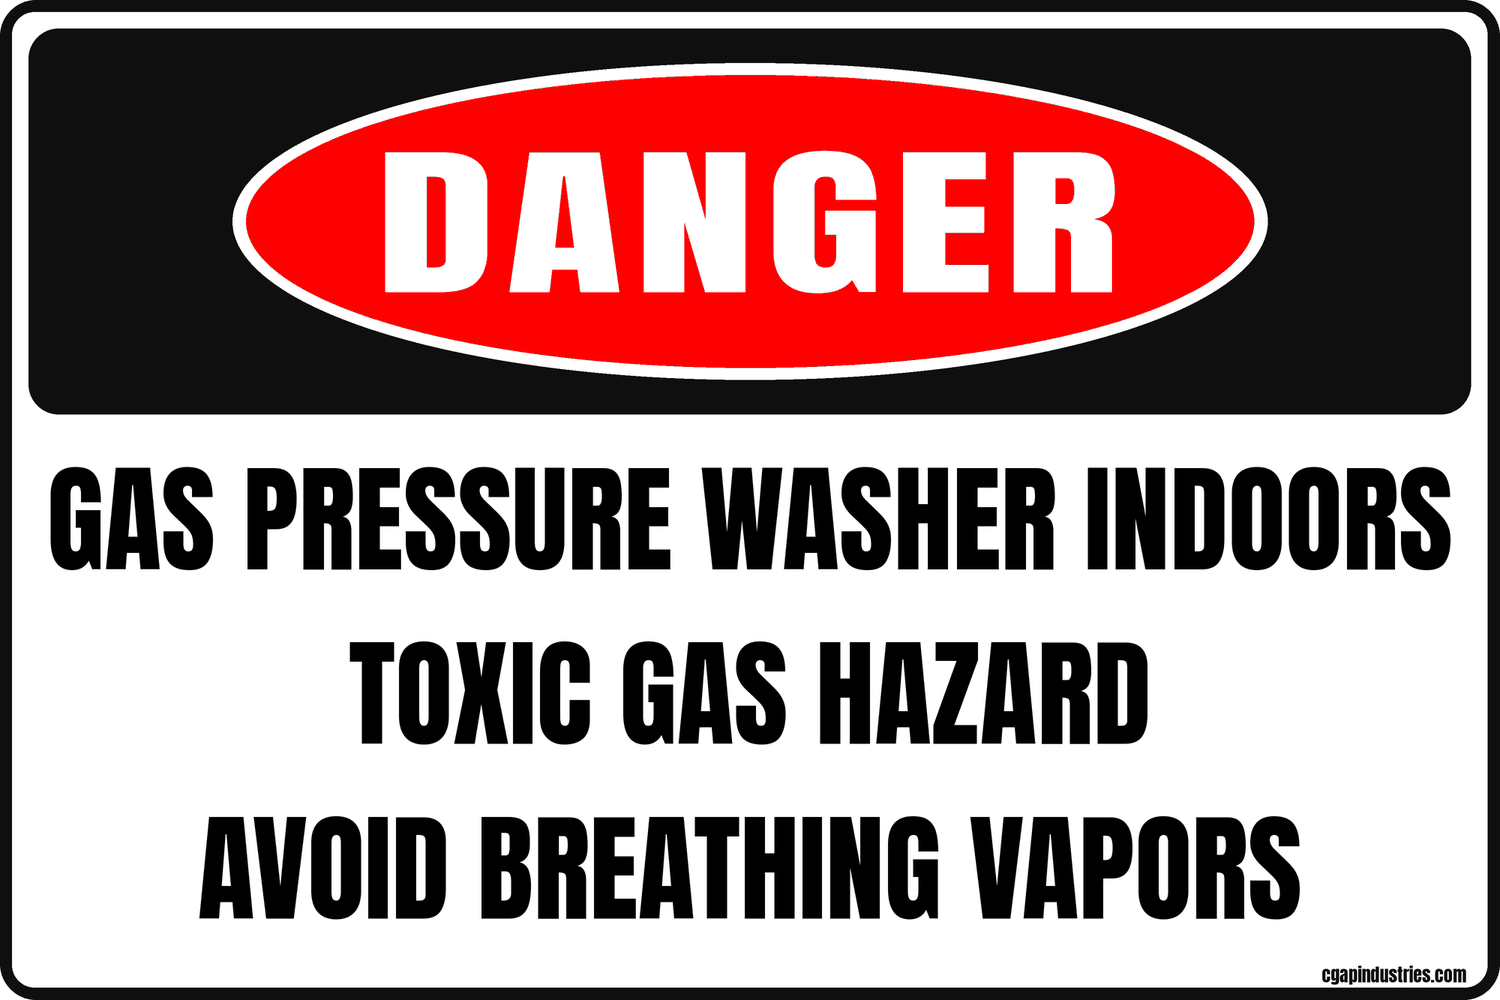 DANGER
GAS PRESSURE WASHER INDOORS
TOXIC GAS HAZARD
AVOID BREATHING VAPORS
cgapindustries.com